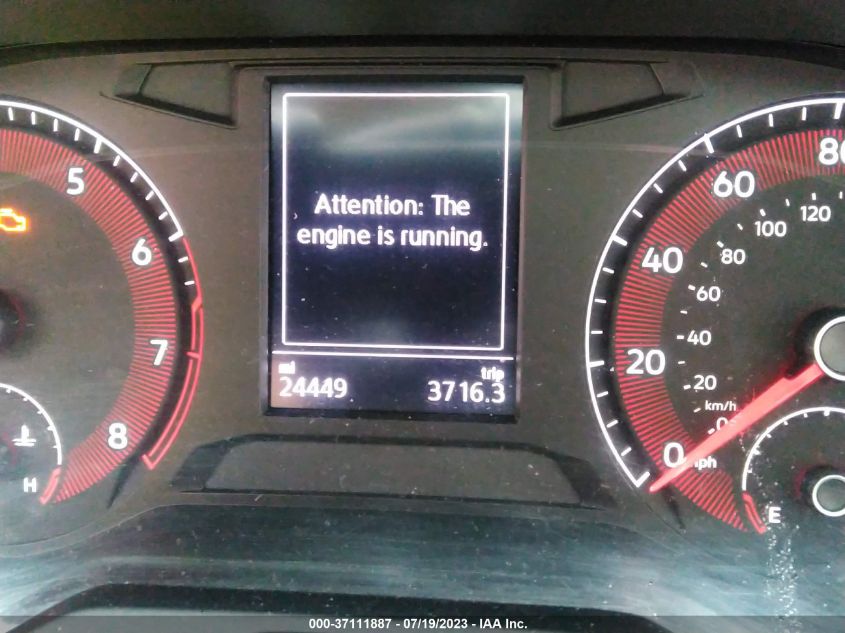 5
6
7
8
H
Attention: The
engine is running.
mi
24449
trip
3716.3
80
60
40
20
0
mph
120
100
80
60
40
20
km/h
0
E
000-37111887 - 07/19/2023 - IAA Inc.